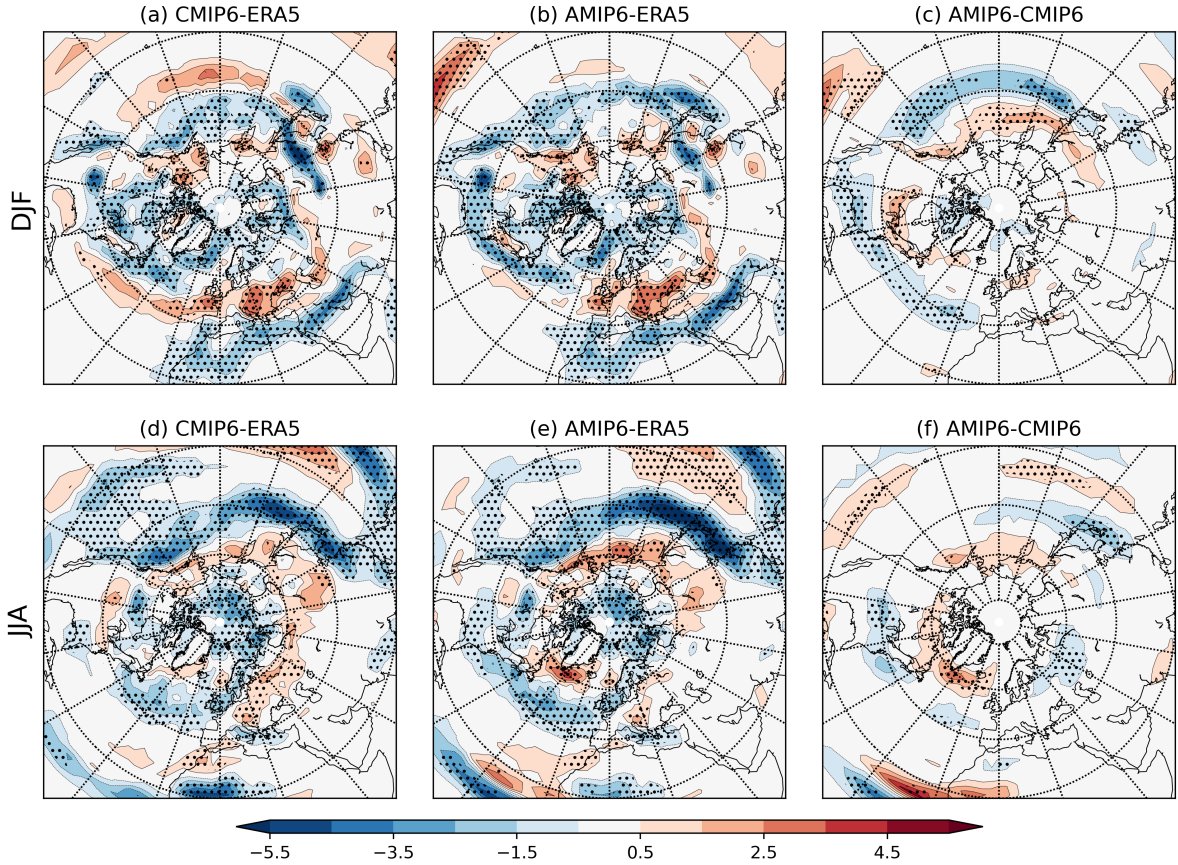 (a) CMIP6-ERA5
(b) AMIP6-ERA5
(c) AMIP6-CMIP6
DJF
(d) CMIP6-ERA5
(e) AMIP6-ERA5
(f) AMIP6-CMIP6
JJA
−5.5 −3.5 −1.5 0.5 2.5 4.5